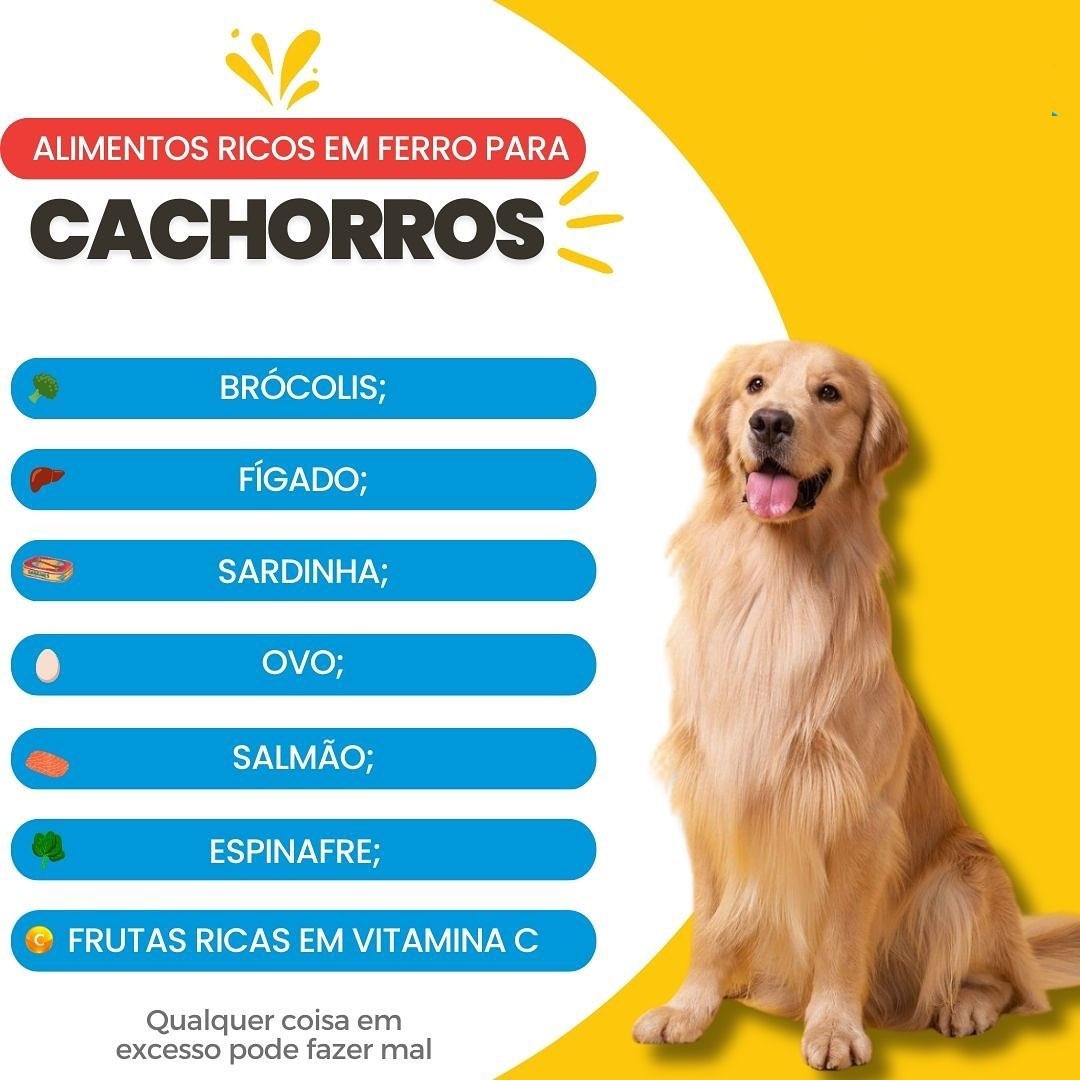 ALIMENTOS RICOS EM FERRO PARA
CACHORROS
BRÓCOLIS;
FÍGADO;
SARDINHA;
OVO;
SALMÃO;
ESPINAFRE;
C FRUTAS RICAS EM VITAMINA C
Qualquer coisa em
excesso pode fazer mal